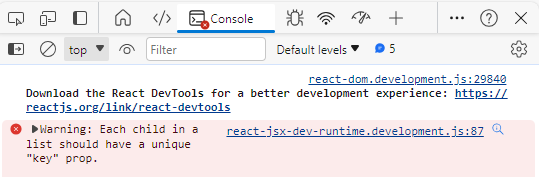 Console
top
Filter
Default levels
5
react-dom.development.js:29840
Download the React DevTools for a better development experience: https://
reactjs.org/link/react-devtools
Warning: Each child in a react-jsx-dev-runtime.development.js:87
list should have a unique
"key" prop.